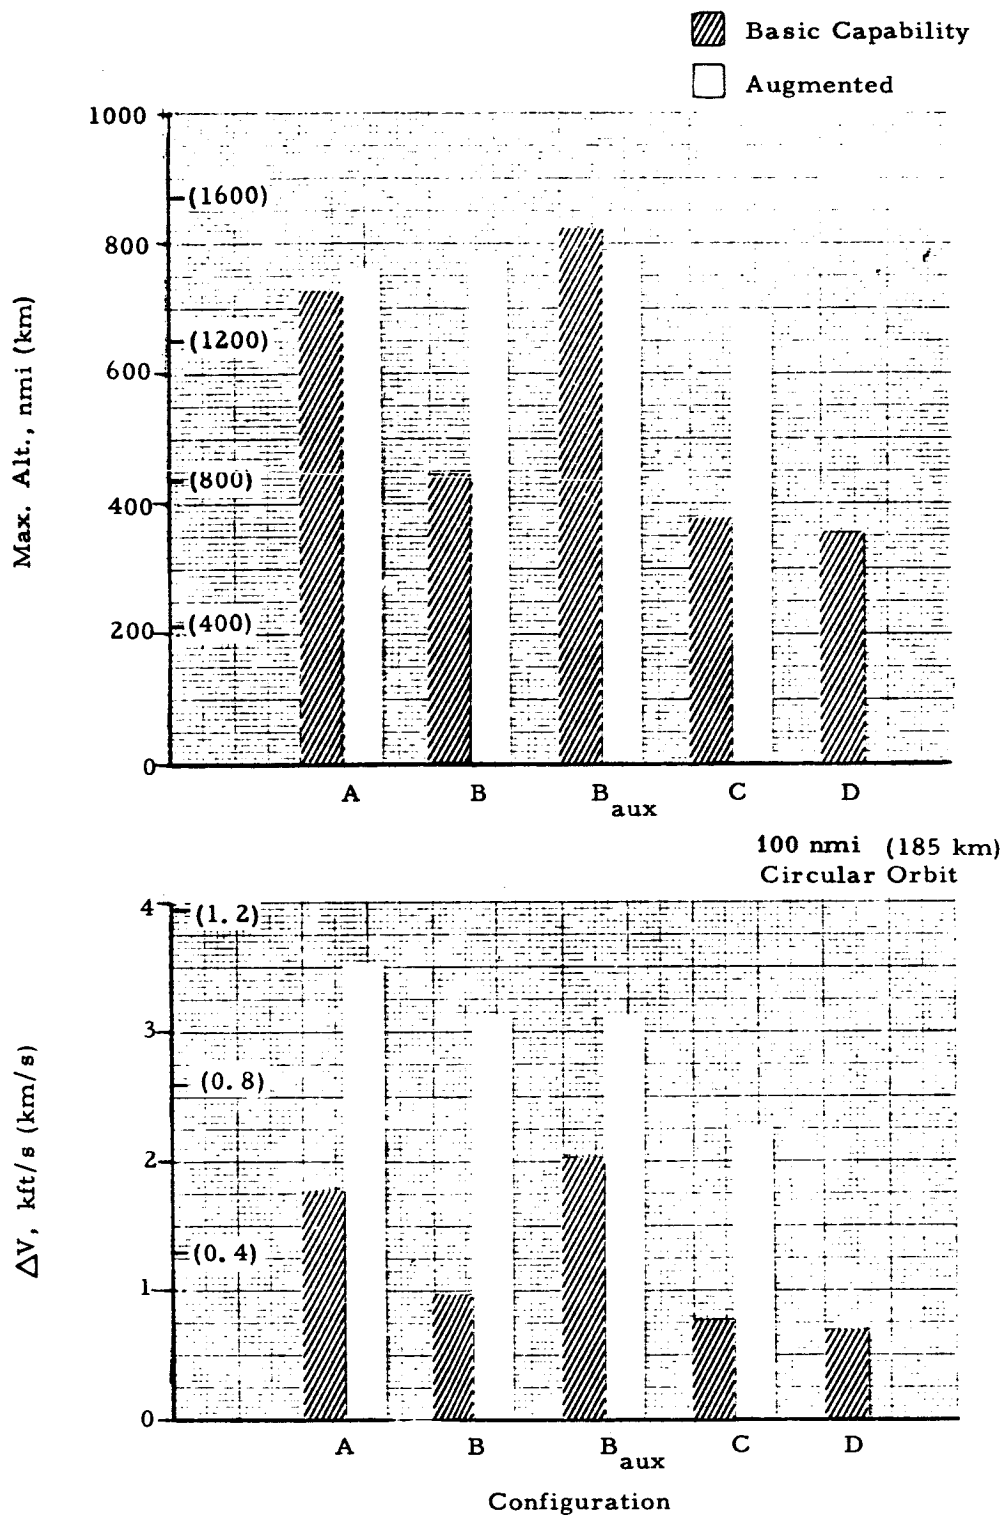 Basic Capability
Augmented
Max. Alt., nmi (km)
1000
(1600)
800
(1200)
600
(800)
400
(400)
200
0
A B B aux C D
100 nmi (185 km)
Circular Orbit
ΔV, kft/s (km/s)
4
(1.2)
3
(0.8)
2
(0.4)
1
0
A B B aux C D
Configuration